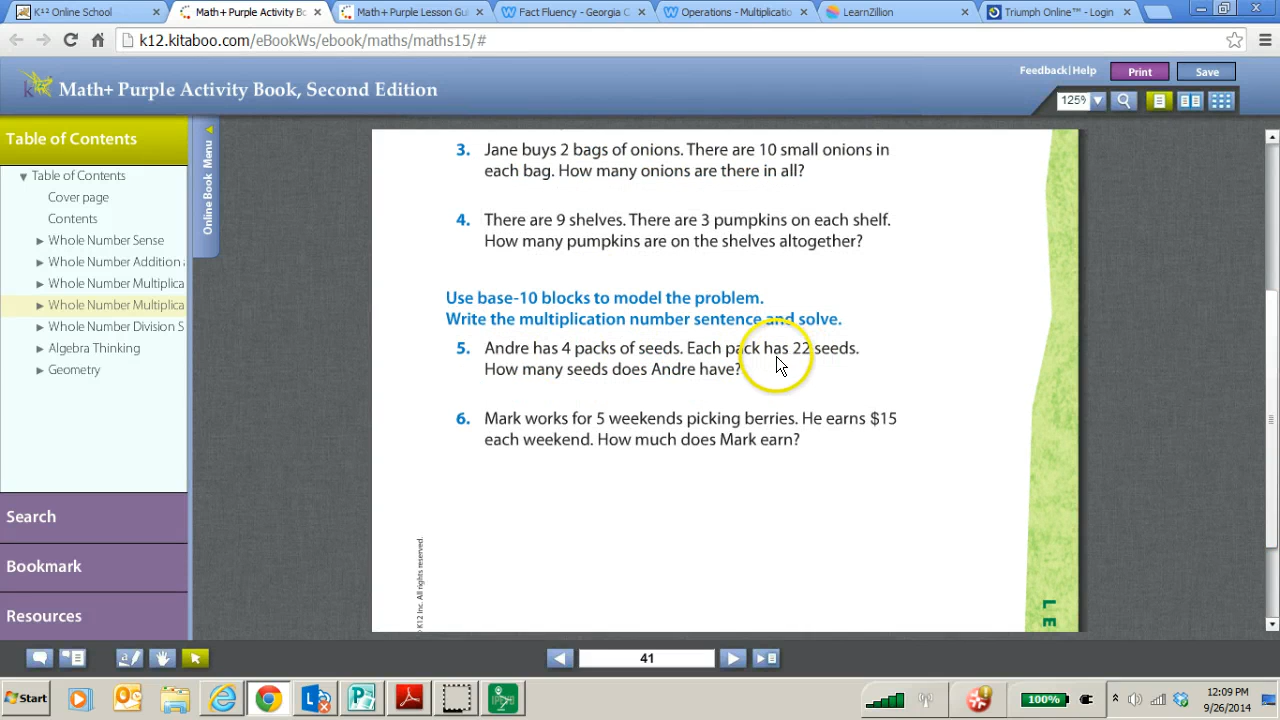 K12 Online School
Math+ Purple Activity Bo
Math+ Purple Lesson Gui
Fact Fluency - Georgia C
Operations - Multiplicatio
LearnZillion
Triumph Online™ - Login
k12.kitaboo.com/eBookWs/ebook/maths/maths15/#
Feedback|Help
Print
Save
Math+ Purple Activity Book, Second Edition
125%
Table of Contents
Online Book Menu
Table of Contents
Cover page
Contents
Whole Number Sense
Whole Number Addition a
Whole Number Multiplica
Whole Number Multiplica
Whole Number Division S
Algebra Thinking
Geometry
Search
Bookmark
Resources
3. Jane buys 2 bags of onions. There are 10 small onions in
each bag. How many onions are there in all?
4. There are 9 shelves. There are 3 pumpkins on each shelf.
How many pumpkins are on the shelves altogether?
Use base-10 blocks to model the problem.
Write the multiplication number sentence and solve.
5. Andre has 4 packs of seeds. Each pack has 22 seeds.
How many seeds does Andre have?
6. Mark works for 5 weekends picking berries. He earns $15
each weekend. How much does Mark earn?
K12 Inc. All rights reserved.
L E
41
Start
100%
12:09 PM
9/26/2014